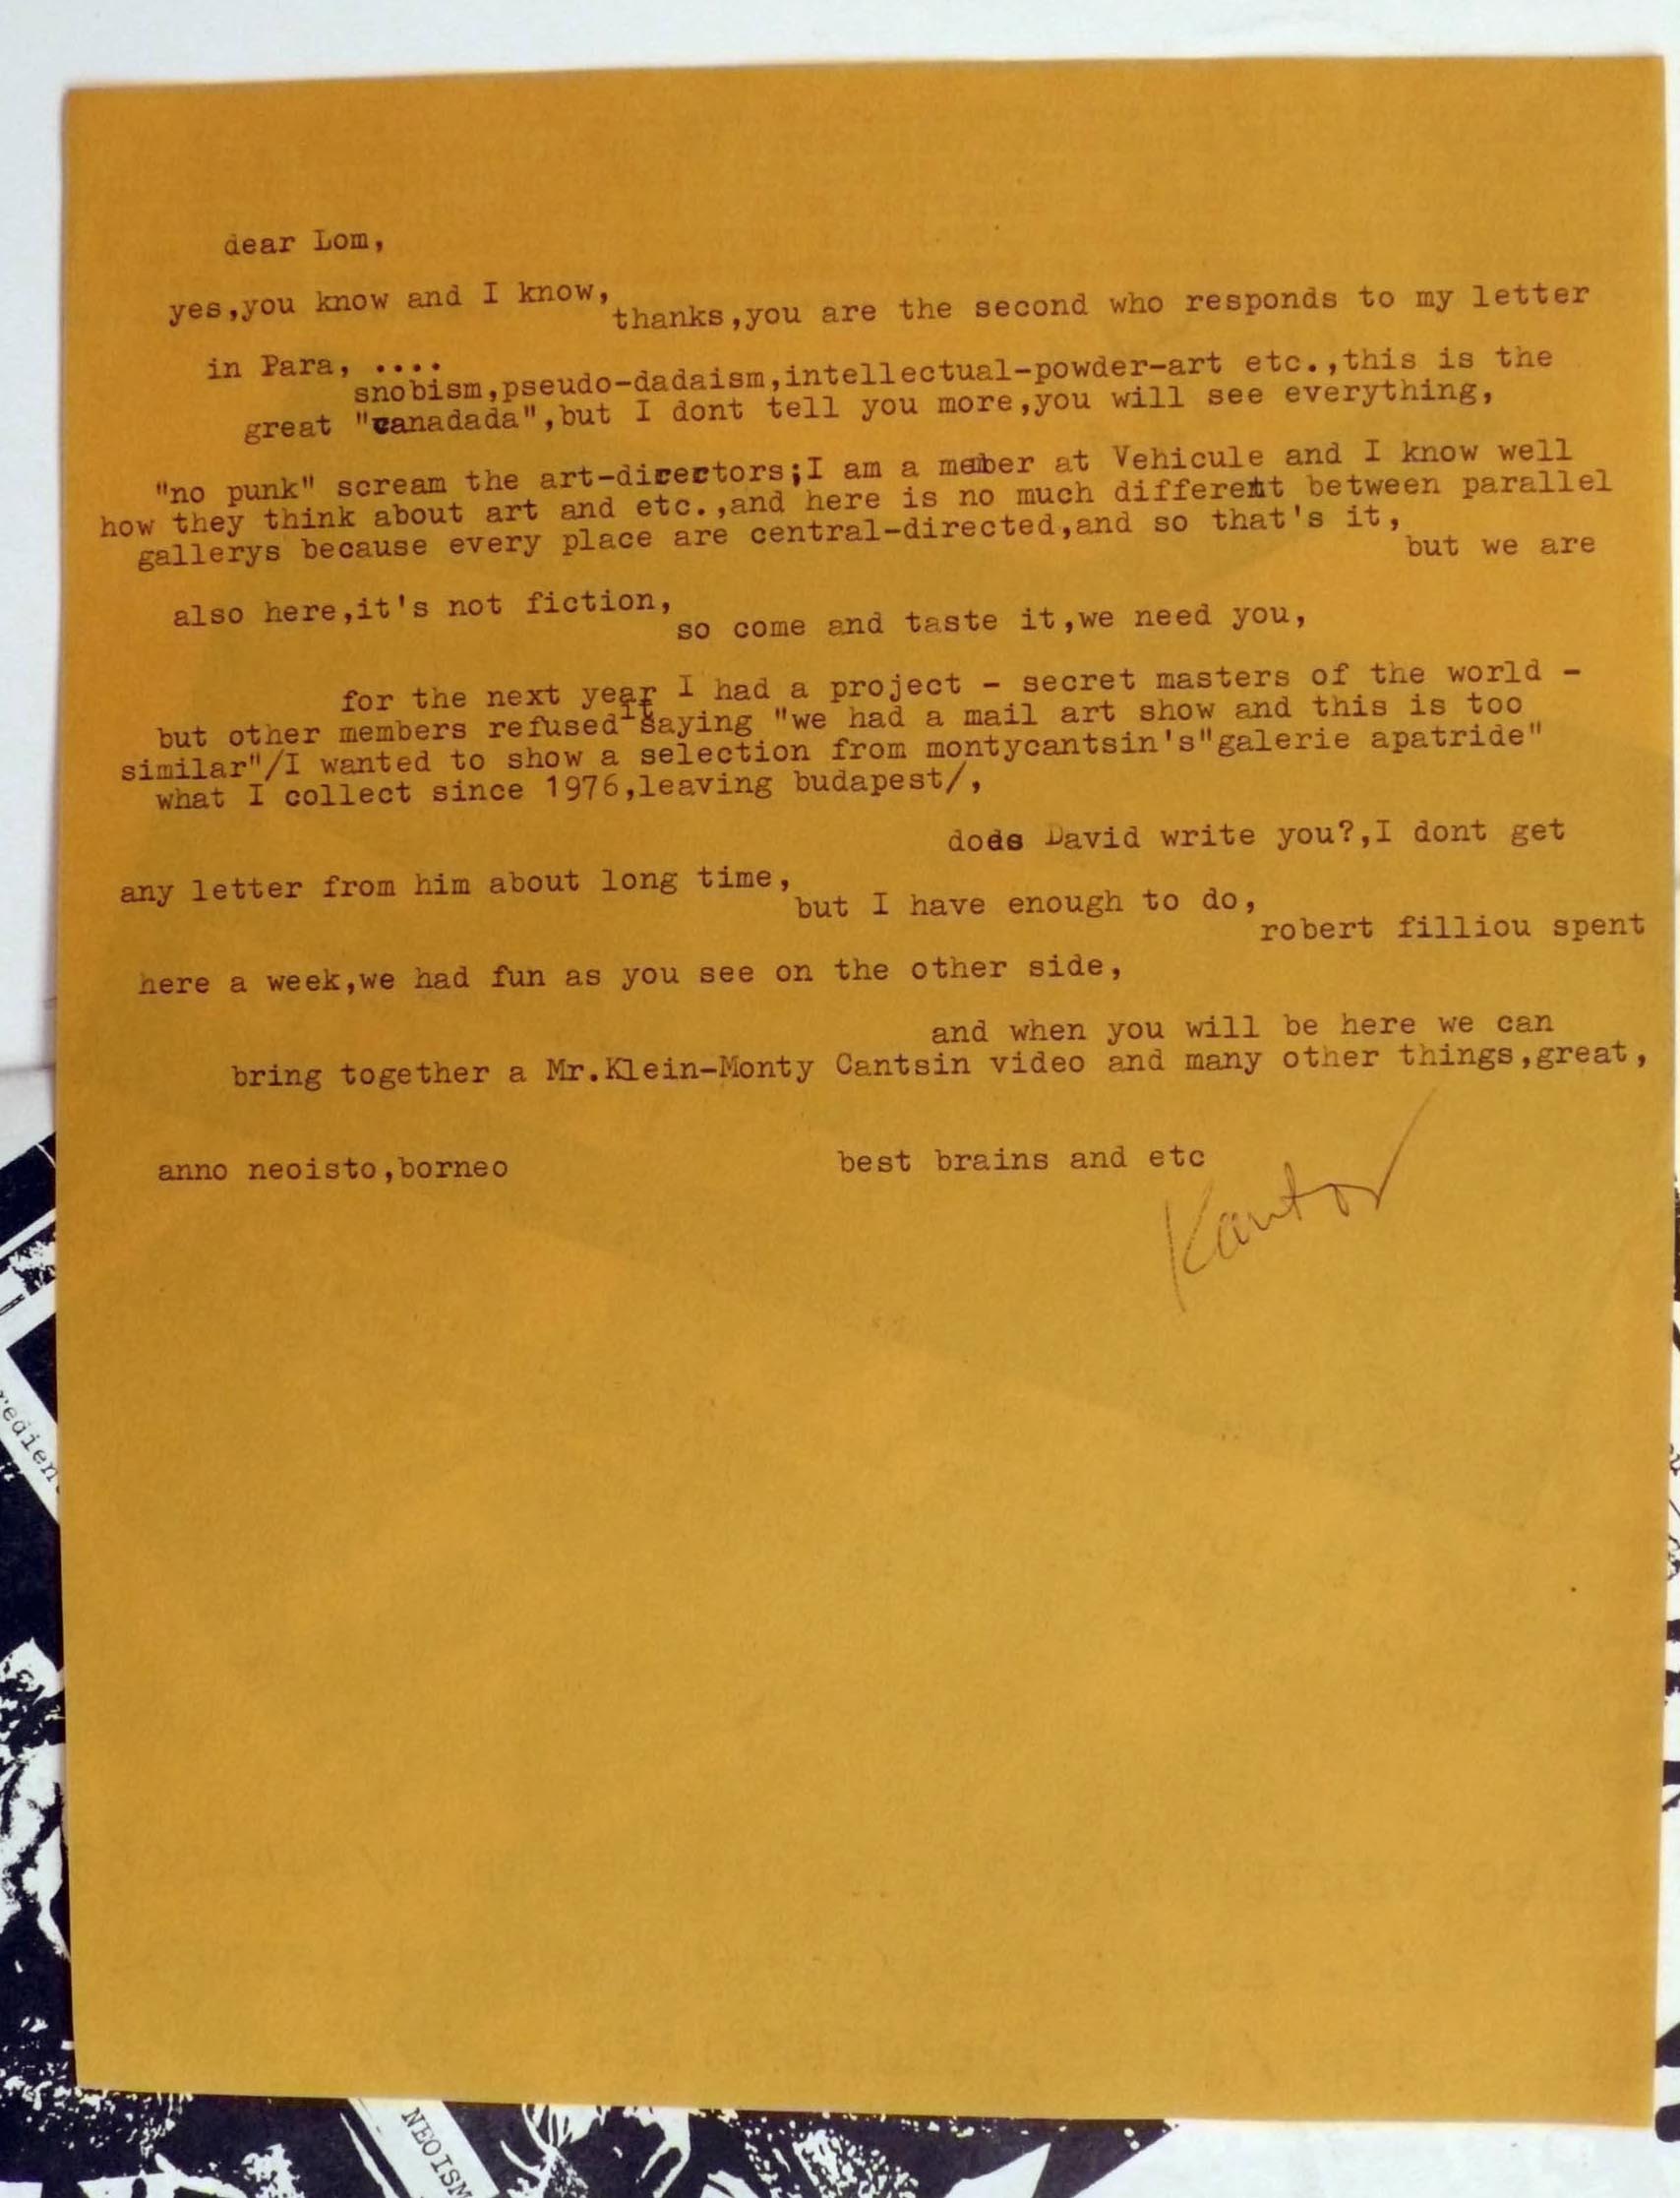 dear Lom,
yes,you know and I know,
thanks,you are the second who responds to my letter
in Para, ....
snobism,pseudo-dadaism,intellectual-powder-art etc.,this is the
great "canadada",but I dont tell you more,you will see everything,
"no punk" scream the art-directors;I am a member at Vehicule and I know well
how they think about art and etc.,and here is no much different between parallel
gallerys because every place are central-directed,and so that's it,
but we are
also here,it's not fiction,
so come and taste it,we need you,
for the next year I had a project - secret masters of the world -
but other members refused it saying "we had a mail art show and this is too
similar"/I wanted to show a selection from montycantsin's"galerie apatride"
what I collect since 1976,leaving budapest/,
does David write you?,I dont get
any letter from him about long time,
but I have enough to do,
robert filliou spent
here a week,we had fun as you see on the other side,
and when you will be here we can
bring together a Mr.Klein-Monty Cantsin video and many other things,great,
anno neoisto,borneo
best brains and etc
Kantor
redien
NEOISM